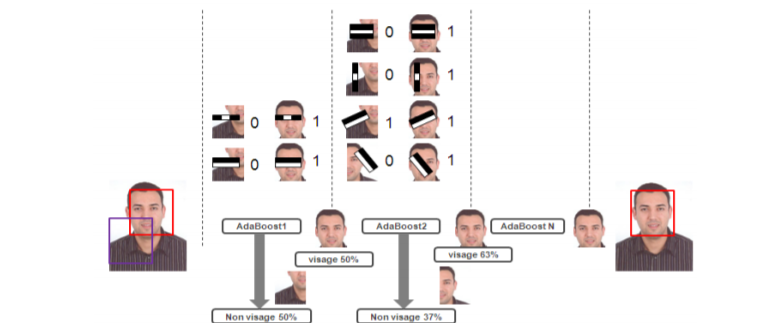 0 1
0 1
0 1 1 1
0 1 0 1
AdaBoost1 AdaBoost2 AdaBoost N
visage 50% visage 63%
Non visage 50% Non visage 37%